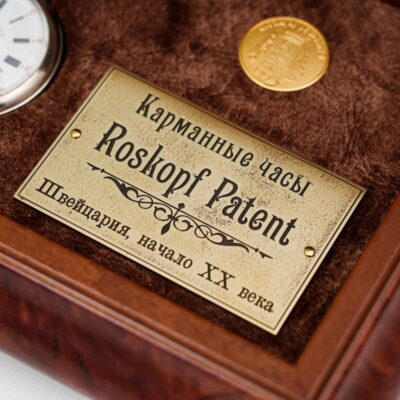 Карманные часы
Roskopf Patent
Швейцария, начало XX века